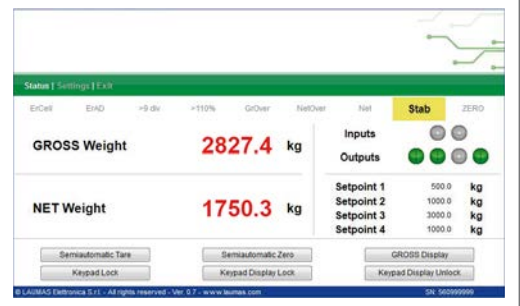 Status | Settings | Exit
ErCell ErAD >9 div >110% GrOver NetOver Net Stab ZERO
GROSS Weight 2827.4 kg
Inputs
Outputs
NET Weight 1750.3 kg
Setpoint 1 500.0 kg
Setpoint 2 1000.0 kg
Setpoint 3 3000.0 kg
Setpoint 4 1000.0 kg
Semiautomatic Tare Semiautomatic Zero GROSS Display
Keypad Lock Keypad Display Lock Keypad Display Unlock
© LAUMAS Elettronica S.r.l. - All rights reserved - Ver. 0.7 - www.laumas.com SN: 560999999